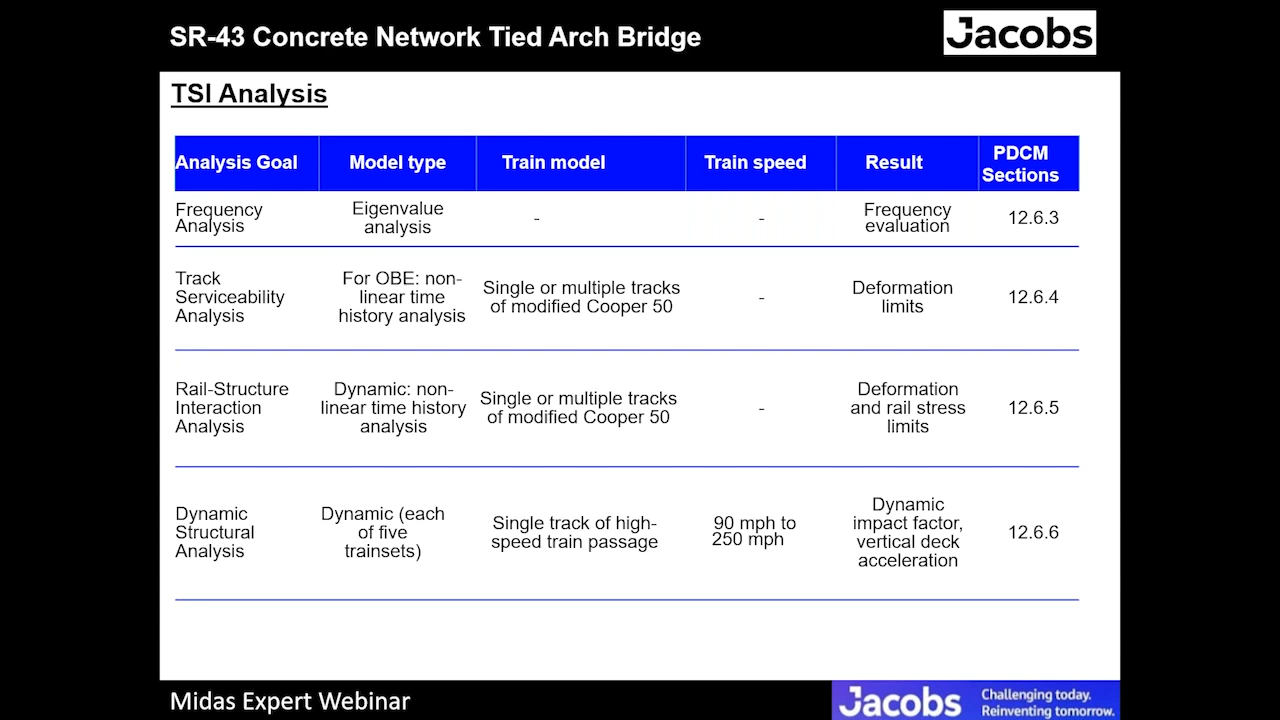 SR-43 Concrete Network Tied Arch Bridge
Jacobs
TSI Analysis
Analysis Goal
Model type
Train model
Train speed
Result
PDCM
Sections
Frequency
Analysis
Eigenvalue
analysis
-
-
Frequency
evaluation
12.6.3
Track
Serviceability
Analysis
For OBE: non-
linear time
history analysis
Single or multiple tracks
of modified Cooper 50
-
Deformation
limits
12.6.4
Rail-Structure
Interaction
Analysis
Dynamic: non-
linear time history
analysis
Single or multiple tracks
of modified Cooper 50
-
Deformation
and rail stress
limits
12.6.5
Dynamic
Structural
Analysis
Dynamic (each
of five
trainsets)
Single track of high-
speed train passage
90 mph to
250 mph
Dynamic
impact factor,
vertical deck
acceleration
12.6.6
Midas Expert Webinar
Jacobs
Challenging today.
Reinventing tomorrow.